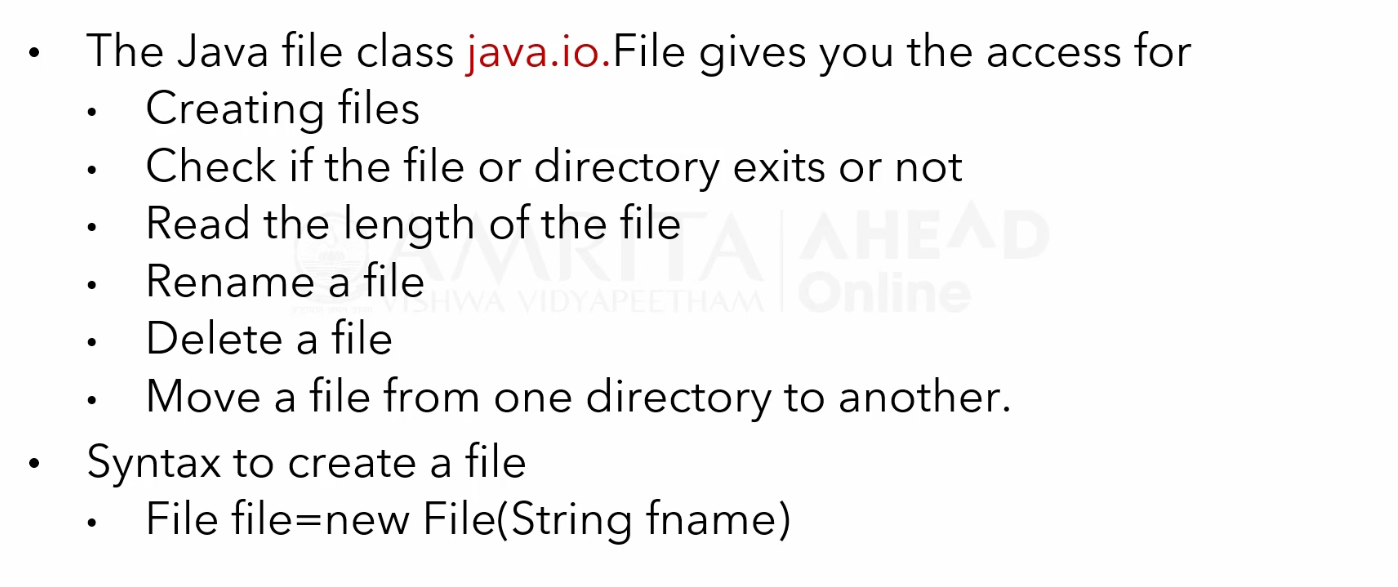 • The Java file class java.io.File gives you the access for
• Creating files
• Check if the file or directory exits or not
• Read the length of the file
• Rename a file
• Delete a file
• Move a file from one directory to another.
• Syntax to create a file
• File file=new File(String fname)
AMRITA
VISHWA VIDYAPEETHAM
AHEAD
Online